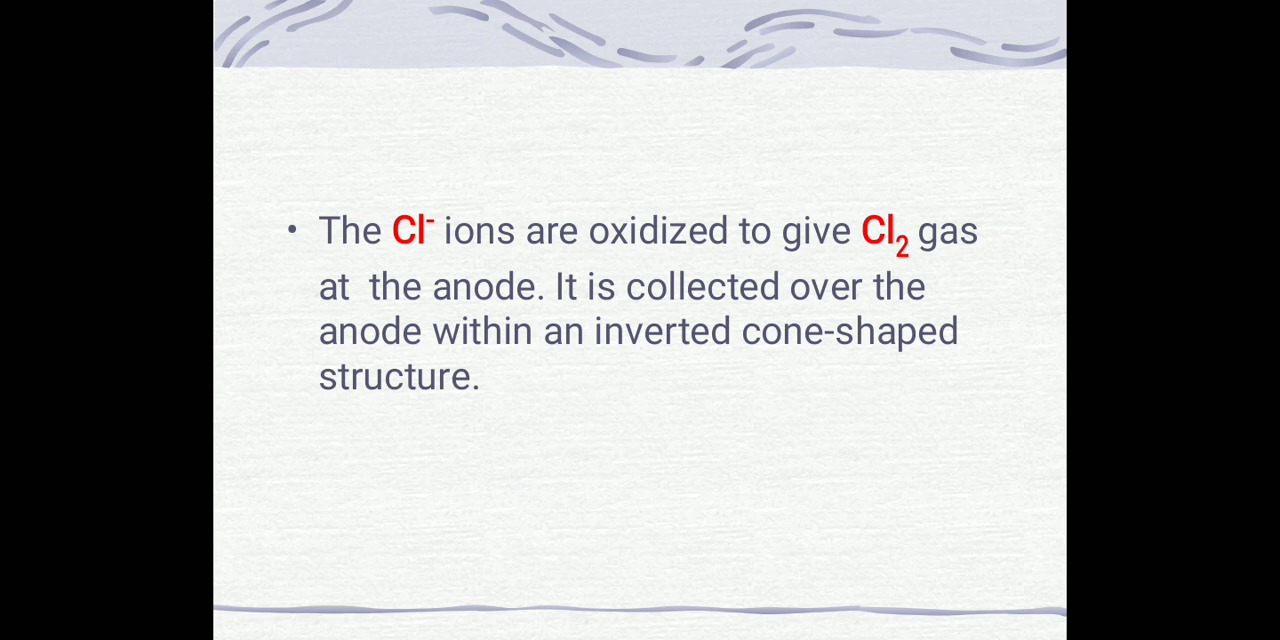 • The Cl⁻ ions are oxidized to give Cl₂ gas
at  the anode. It is collected over the
anode within an inverted cone-shaped
structure.